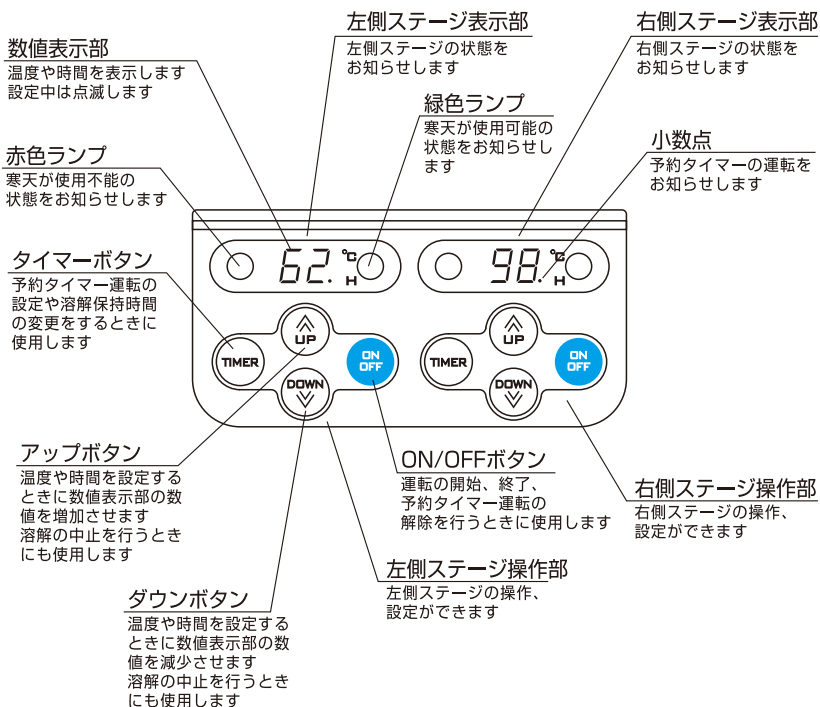 左側ステージ表示部
左側ステージの状態を
お知らせします
右側ステージ表示部
右側ステージの状態を
お知らせします
数値表示部
温度や時間を表示します
設定中は点滅します
緑色ランプ
寒天が使用可能の
状態をお知らせし
ます
小数点
予約タイマーの運転を
お知らせします
赤色ランプ
寒天が使用不能の
状態をお知らせします
タイマーボタン
予約タイマー運転の
設定や溶解保持時間
の変更をするときに
使用します
62. ℃ H
98. ℃ H
UP
TIMER
ON
OFF
DOWN
UP
TIMER
ON
OFF
DOWN
アップボタン
温度や時間を設定する
ときに数値表示部の数
値を増加させます
溶解の中止を行うとき
にも使用します
ON/OFFボタン
運転の開始、終了、
予約タイマー運転の
解除を行うときに使用します
右側ステージ操作部
右側ステージの操作、
設定ができます
左側ステージ操作部
左側ステージの操作、
設定ができます
ダウンボタン
温度や時間を設定する
ときに数値表示部の数
値を減少させます
溶解の中止を行うとき
にも使用します